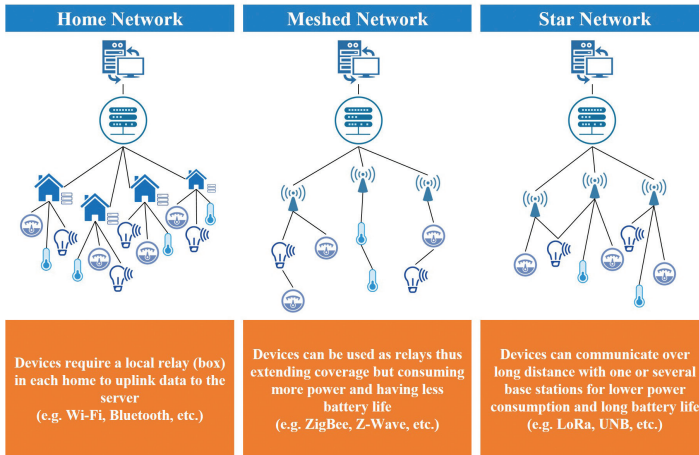 Home Network
Meshed Network
Star Network
Devices require a local relay (box)
in each home to uplink data to the
server
(e.g. Wi-Fi, Bluetooth, etc.)
Devices can be used as relays thus
extending coverage but consuming
more power and having less
battery life
(e.g. ZigBee, Z-Wave, etc.)
Devices can communicate over
long distance with one or several
base stations for lower power
consumption and long battery life
(e.g. LoRa, UNB, etc.)